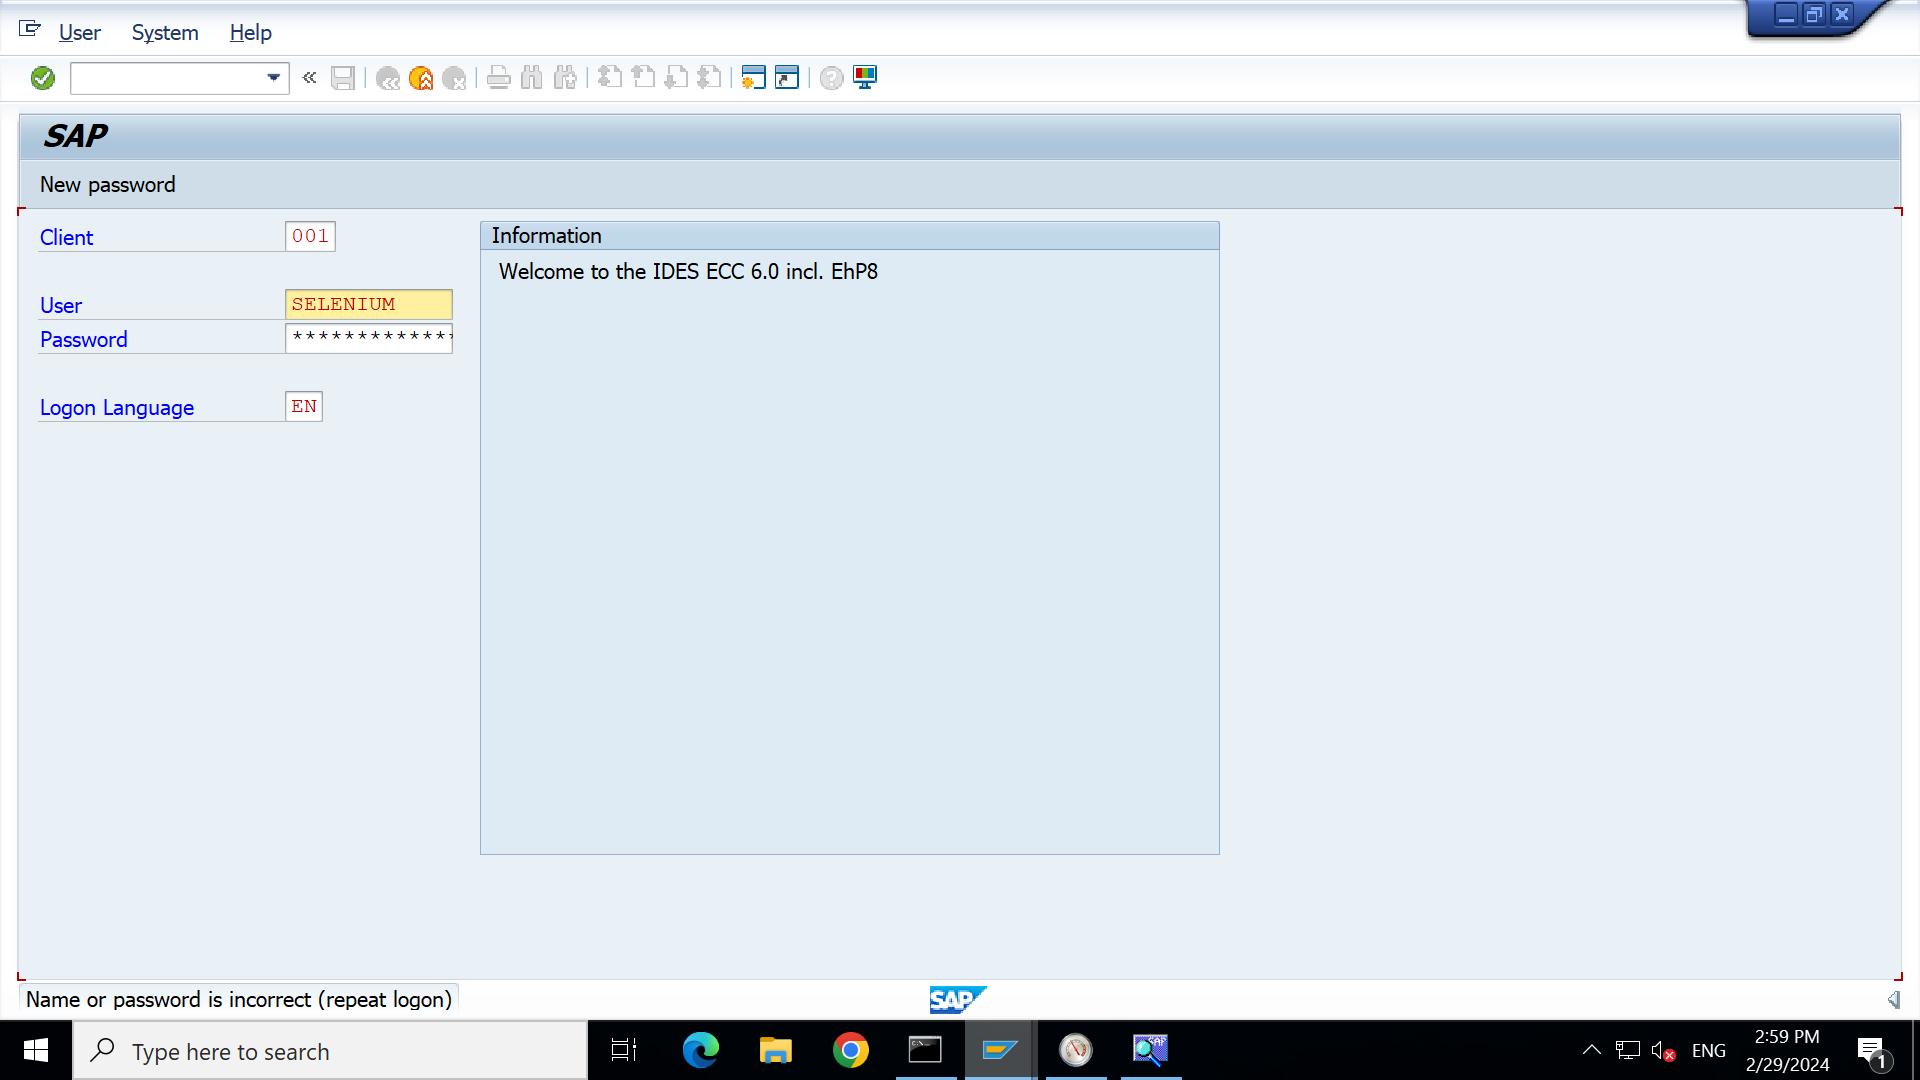 User System Help
SAP
New password
Client 001
User SELENIUM
Password *************
Logon Language EN
Information
Welcome to the IDES ECC 6.0 incl. EhP8
Name or password is incorrect (repeat logon)
SAP
Type here to search
ENG
2:59 PM
2/29/2024
1